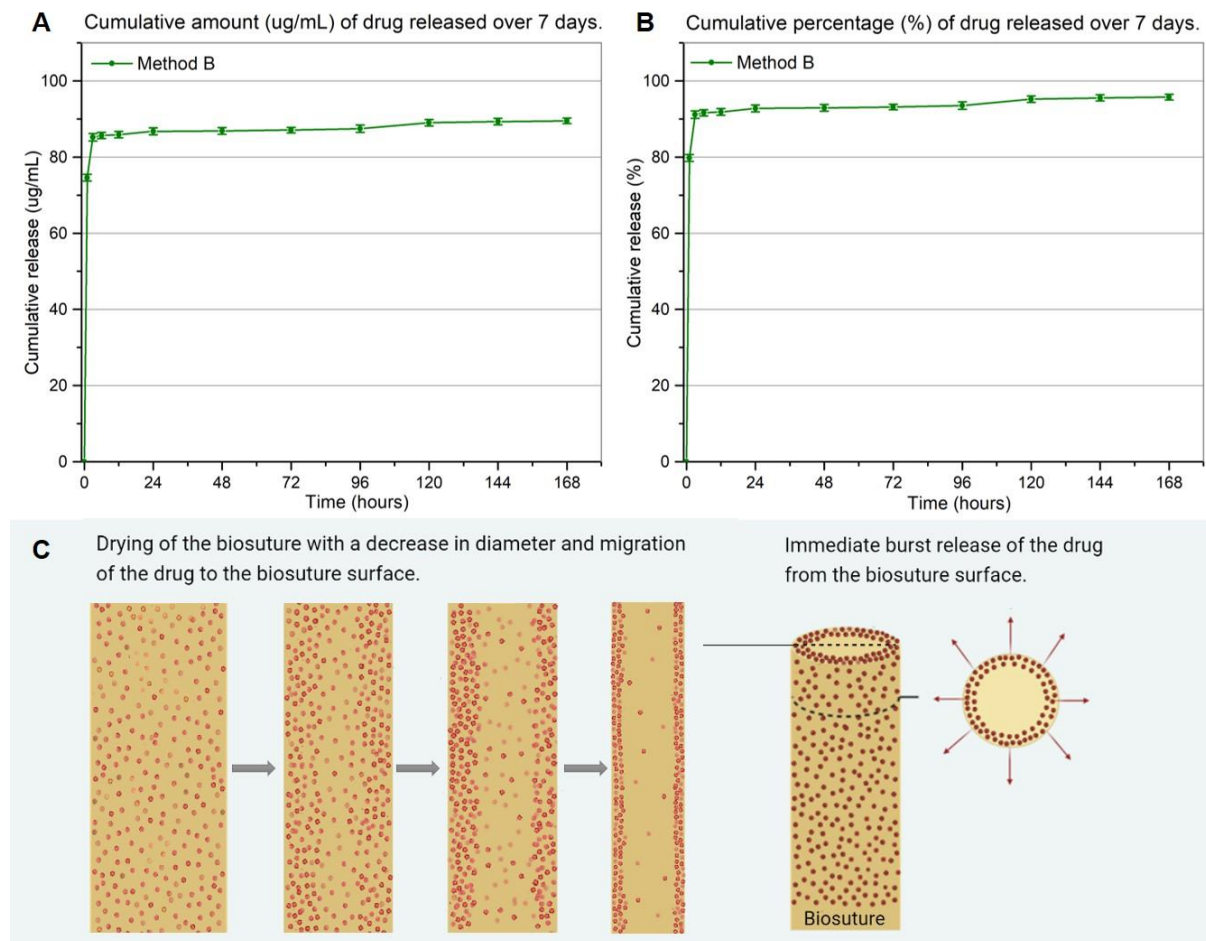 A
Cumulative amount (ug/mL) of drug released over 7 days.
Method B
100
80
60
40
20
0
Cumulative release (ug/mL)
0 24 48 72 96 120 144 168
Time (hours)
B
Cumulative percentage (%) of drug released over 7 days.
Method B
100
80
60
40
20
0
Cumulative release (%)
0 24 48 72 96 120 144 168
Time (hours)
C
Drying of the biosuture with a decrease in diameter and migration
of the drug to the biosuture surface.
Immediate burst release of the drug
from the biosuture surface.
Biosuture